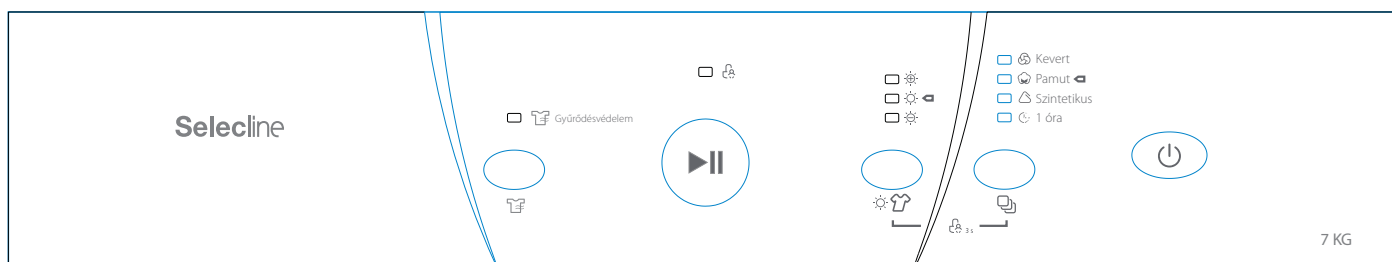 Selecline
Gyűrődésvédelem
Kevert
Pamut
Szintetikus
1 óra
3 s
7 KG